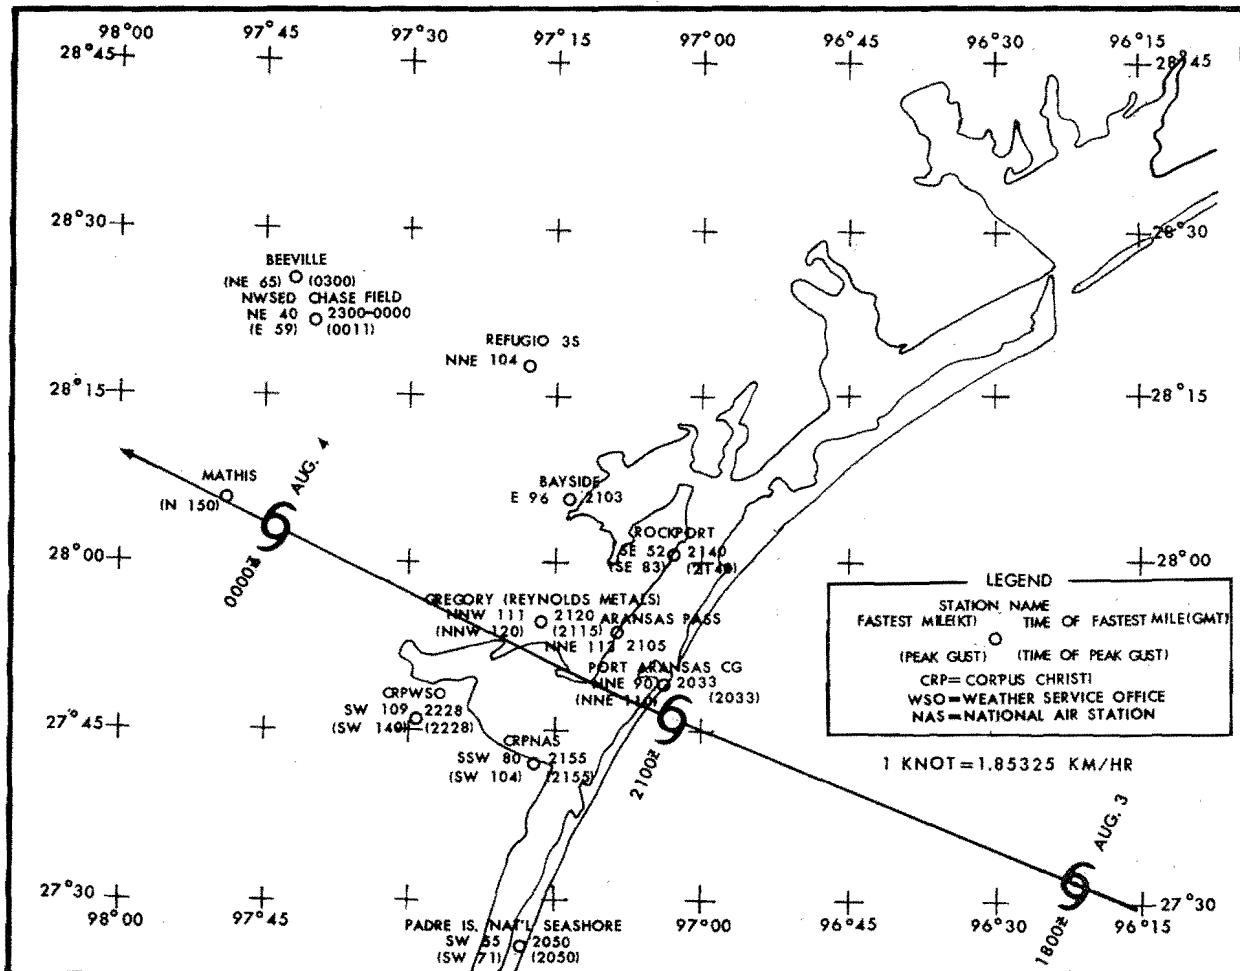 98°00 97°45 97°30 97°15 97°00 96°45 96°30 96°15
28°45 28°45
28°30 28°30
BEEVILLE
(NE 65) (0300)
NWSED CHASE FIELD
NE 40 2300-0000
(E 59) (0011)
REFUGIO 3S
NNE 104
28°15 28°15
AUG. 4
MATHIS
(N 150)
BAYSIDE
E 96 2103
ROCKPORT
SE 52 2140
(SE 83) (2140)
28°00 28°00
0000Z
GREGORY (REYNOLDS METALS)
NNW 111 2120
(NNW 120) (2115)
ARANSAS PASS
NNE 113 2105
PORT ARANSAS CG
NNE 90 2033
(NNE 110) (2033)
LEGEND
STATION NAME
FASTEST MILE(KT) TIME OF FASTEST MILE(GMT)
(PEAK GUST) (TIME OF PEAK GUST)
CRP=CORPUS CHRISTI
WSO=WEATHER SERVICE OFFICE
NAS=NATIONAL AIR STATION
1 KNOT=1.85325 KM/HR
CRPWSO
SW 109 2228
(SW 140) (2228)
27°45
CRPNAS
SSW 80 2155
(SW 104) (2155)
2100Z
AUG. 3
27°30 27°30
1800Z
98°00 97°45 97°00 96°45 96°30 96°15
PADRE IS. NAT'L SEASHORE
SW 55 2050
(SW 71) (2050)